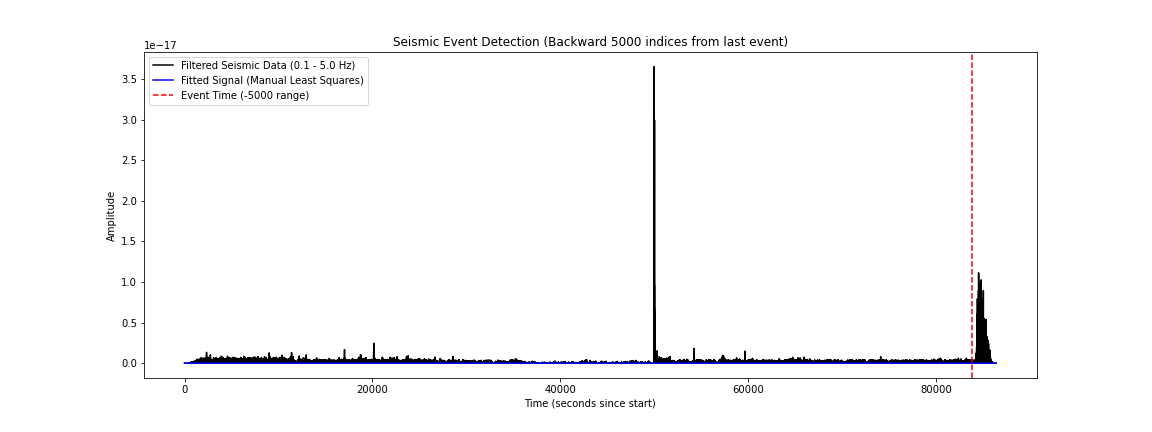 Seismic Event Detection (Backward 5000 indices from last event)
1e−17
Filtered Seismic Data (0.1 - 5.0 Hz)
Fitted Signal (Manual Least Squares)
Event Time (-5000 range)
3.5
3.0
2.5
2.0
1.5
1.0
0.5
0.0
Amplitude
0 20000 40000 60000 80000
Time (seconds since start)